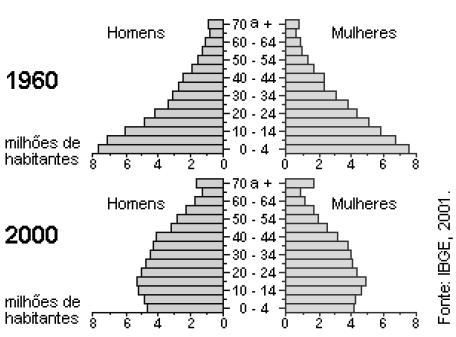 Homens
70 a +
Mulheres
60 - 64
50 - 54
1960
40 - 44
30 - 34
20 - 24
10 - 14
milhões de
habitantes
0 - 4
8 6 4 2 0 0 2 4 6 8
Homens
70 a +
Mulheres
60 - 64
50 - 54
2000
40 - 44
30 - 34
20 - 24
10 - 14
milhões de
habitantes
0 - 4
8 6 4 2 0 0 2 4 6 8
Fonte: IBGE, 2001.